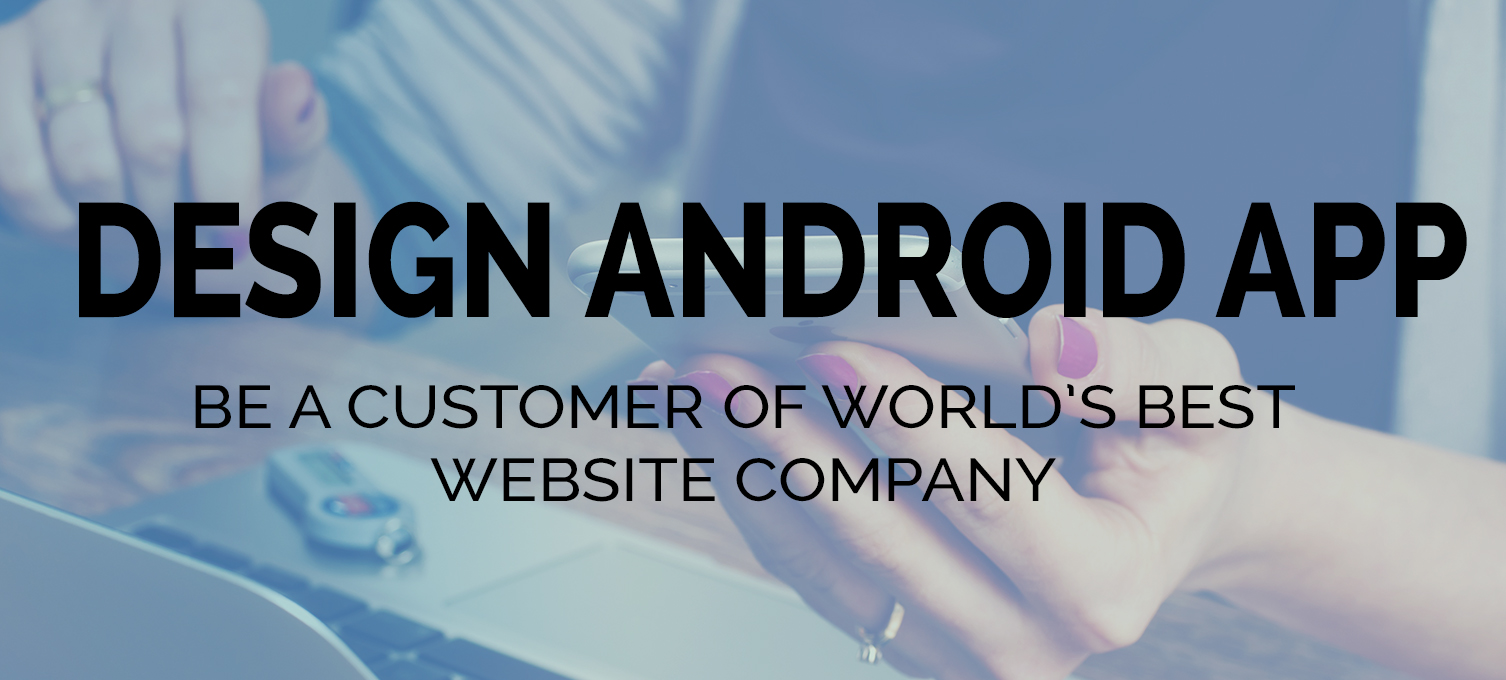 DESIGN ANDROID APP
BE A CUSTOMER OF WORLD'S BEST
WEBSITE COMPANY